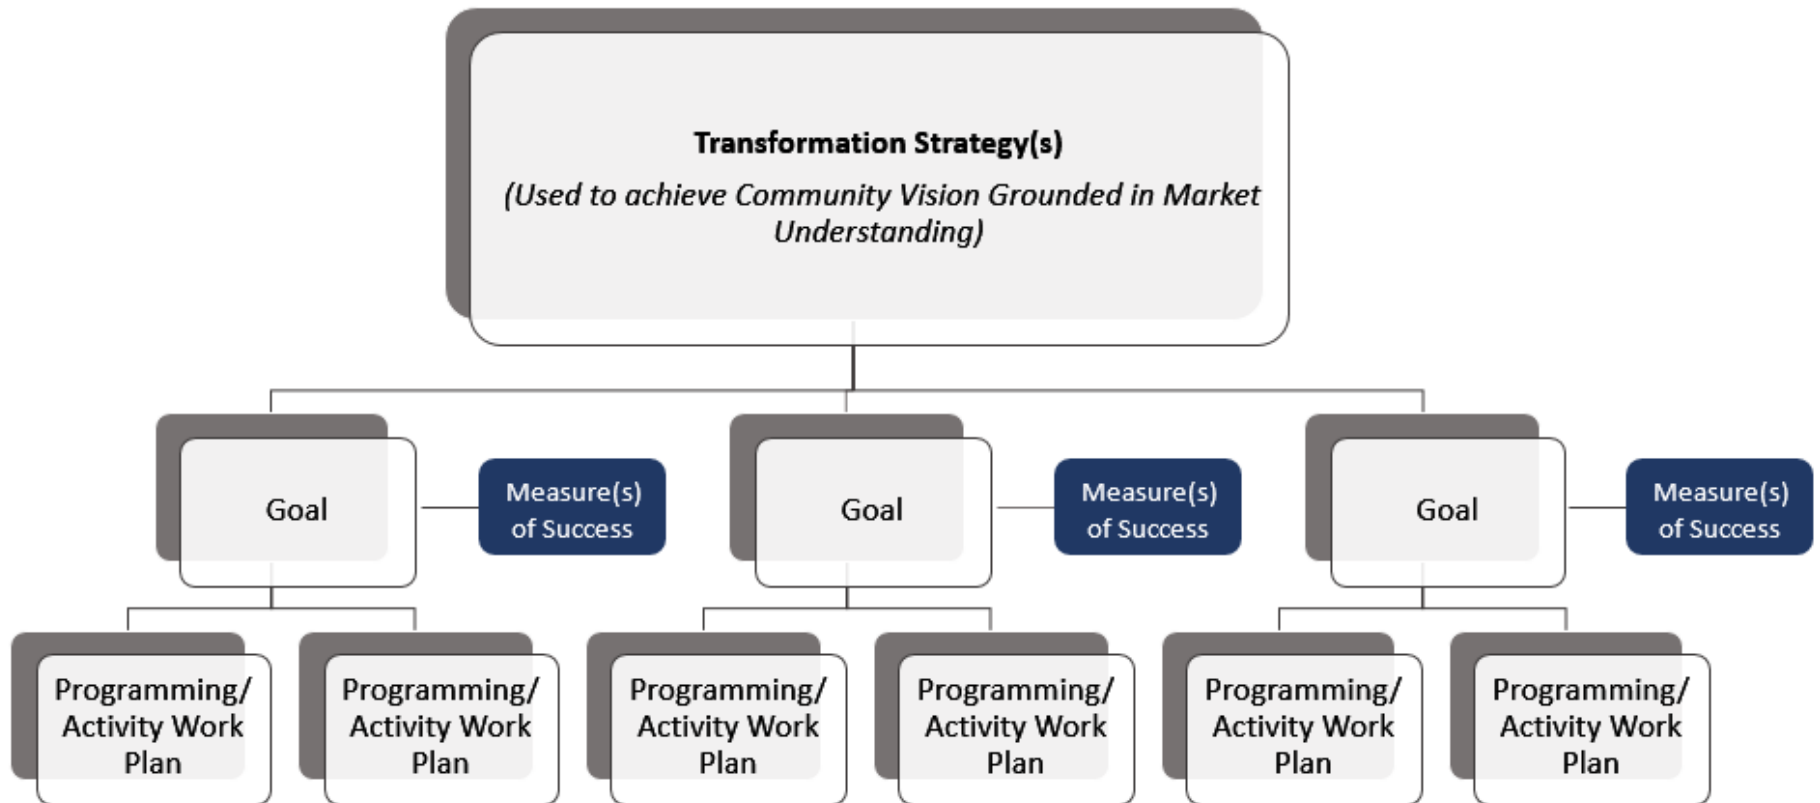 Transformation Strategy(s)
(Used to achieve Community Vision Grounded in Market
Understanding)
Goal
Measure(s)
of Success
Goal
Measure(s)
of Success
Goal
Measure(s)
of Success
Programming/
Activity Work
Plan
Programming/
Activity Work
Plan
Programming/
Activity Work
Plan
Programming/
Activity Work
Plan
Programming/
Activity Work
Plan
Programming/
Activity Work
Plan